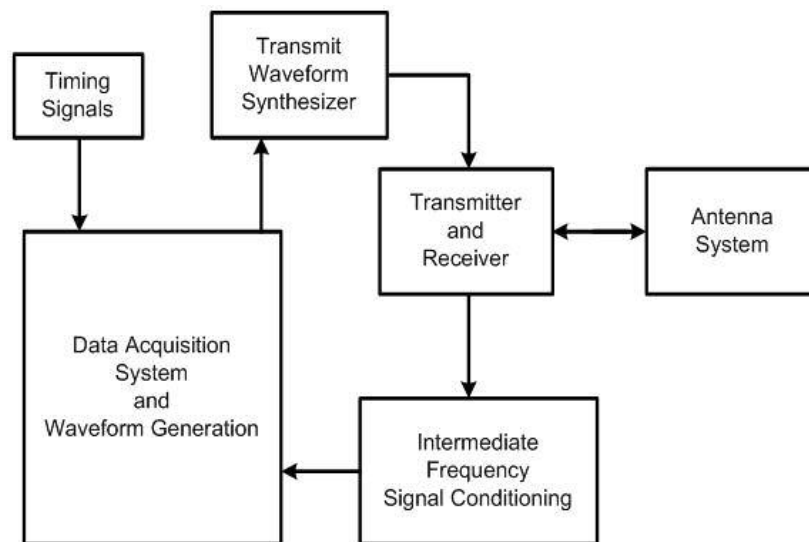 Timing
Signals
Transmit
Waveform
Synthesizer
Transmitter
and
Receiver
Antenna
System
Data Acquisition
System
and
Waveform Generation
Intermediate
Frequency
Signal Conditioning